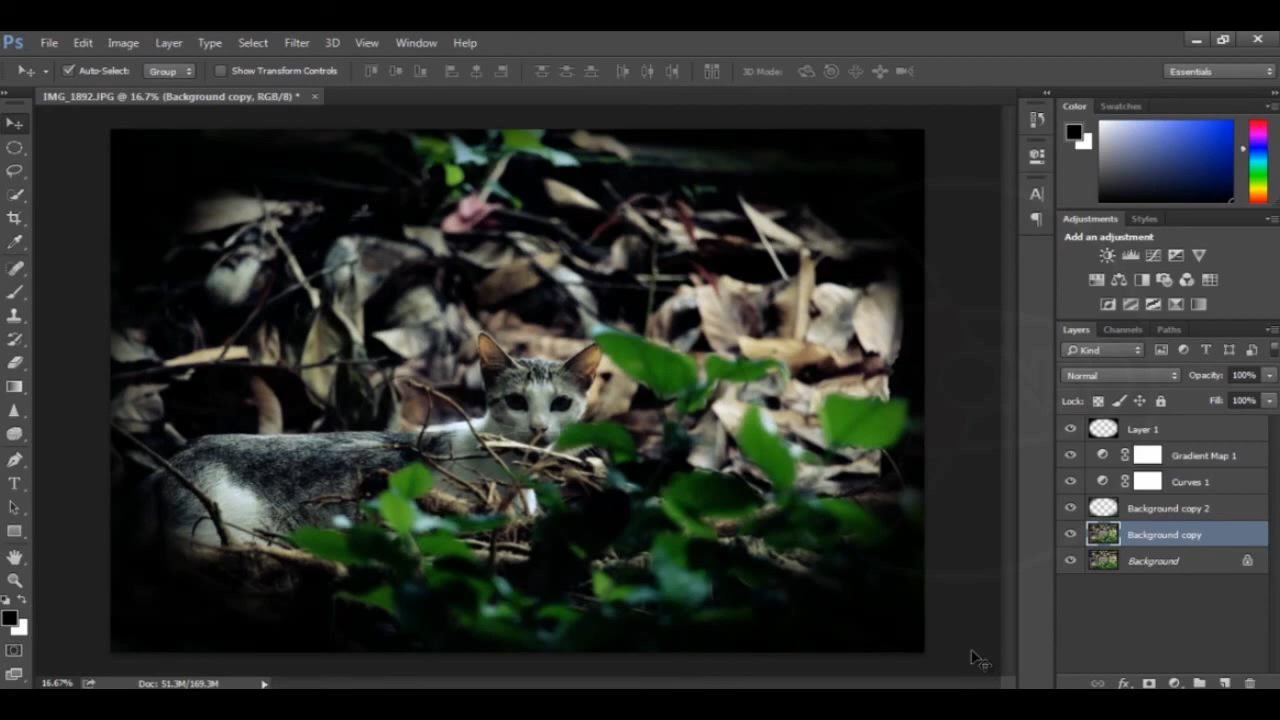 Ps File Edit Image Layer Type Select Filter 3D View Window Help
Auto-Select: Group Show Transform Controls 3D Mode: Essentials
IMG_1892.JPG @ 16.7% (Background copy, RGB/8) * ×
Color Swatches
Adjustments Styles
Add an adjustment
Layers Channels Paths
Kind
Normal Opacity: 100%
Lock: Fill: 100%
Layer 1
Gradient Map 1
Curves 1
Background copy 2
Background copy
Background
16.67% Doc: 51.3M/169.3M
fx